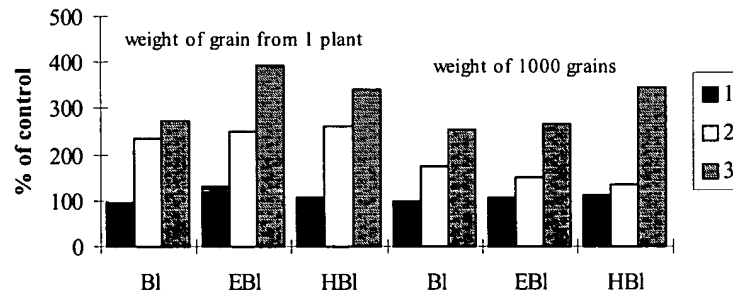 500
400
300
200
100
0
% of control
weight of grain from 1 plant
weight of 1000 grains
1
2
3
Bl EBl HBl Bl EBl HBl